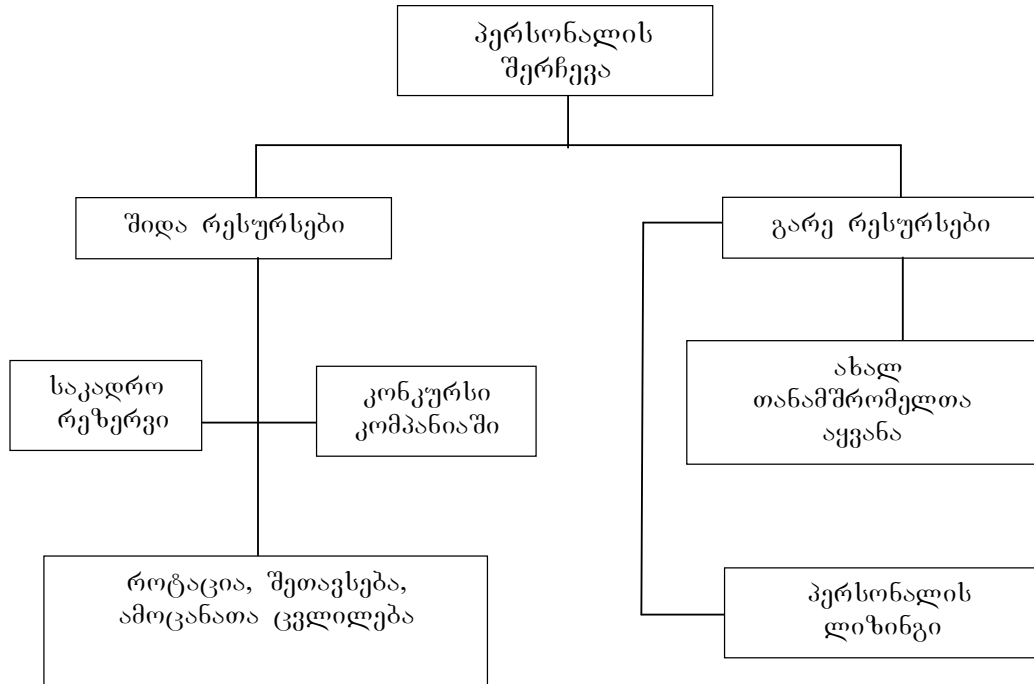 პერსონალის
შერჩევა
შიდა რესურსები
გარე რესურსები
საკადრო
რეზერვი
კონკურსი
კომპანიაში
ახალ
თანამშრომელთა
აყვანა
როტაცია, შეთავსება,
ამოცანათა ცვლილება
პერსონალის
ლიზინგი